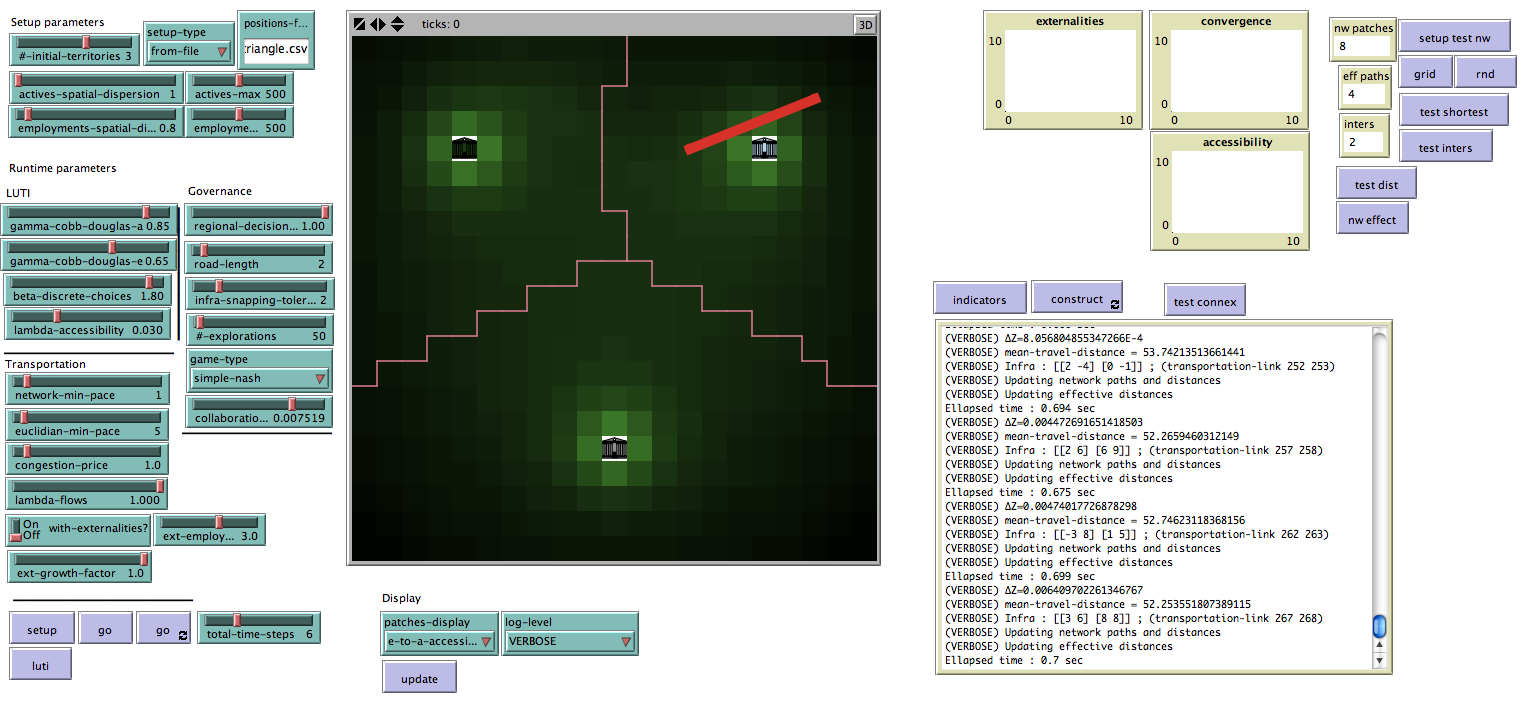 Setup parameters
#-initial-territories 3
setup-type
from-file
positions-f...
triangle.csv
actives-spatial-dispersion 1
actives-max 500
employments-spatial-di... 0.8
employme... 500
Runtime parameters
LUTI
gamma-cobb-douglas-a 0.85
gamma-cobb-douglas-e 0.65
beta-discrete-choices 1.80
lambda-accessibility 0.030
Governance
regional-decision... 1.00
road-length 2
infra-snapping-toler... 2
#-explorations 50
game-type
simple-nash
collaboratio... 0.007519
Transportation
network-min-pace 1
euclidian-min-pace 5
congestion-price 1.0
lambda-flows 1.000
On
Off
with-externalities?
ext-employ... 3.0
ext-growth-factor 1.0
setup
go
go
total-time-steps 6
luti
ticks: 0
3D
Display
patches-display
e-to-a-accessi...
log-level
VERBOSE
update
externalities
10
0
0 10
convergence
10
0
0 10
accessibility
10
0
0 10
nw patches
8
eff paths
4
inters
2
setup test nw
grid
rnd
test shortest
test inters
test dist
nw effect
indicators
construct
test connex
(VERBOSE) ΔZ=8.056804855347266E-4
(VERBOSE) mean-travel-distance = 53.74213513661441
(VERBOSE) Infra : [[2 -4] [0 -1]] ; (transportation-link 252 253)
(VERBOSE) Updating network paths and distances
(VERBOSE) Updating effective distances
Ellapsed time : 0.694 sec
(VERBOSE) ΔZ=0.004472691651418503
(VERBOSE) mean-travel-distance = 52.2659460312149
(VERBOSE) Infra : [[2 6] [6 9]] ; (transportation-link 257 258)
(VERBOSE) Updating network paths and distances
(VERBOSE) Updating effective distances
Ellapsed time : 0.675 sec
(VERBOSE) ΔZ=0.00474017726878298
(VERBOSE) mean-travel-distance = 52.74623118368156
(VERBOSE) Infra : [[-3 8] [1 5]] ; (transportation-link 262 263)
(VERBOSE) Updating network paths and distances
(VERBOSE) Updating effective distances
Ellapsed time : 0.699 sec
(VERBOSE) ΔZ=0.006409702261346767
(VERBOSE) mean-travel-distance = 52.253551807389115
(VERBOSE) Infra : [[3 6] [8 8]] ; (transportation-link 267 268)
(VERBOSE) Updating network paths and distances
(VERBOSE) Updating effective distances
Ellapsed time : 0.7 sec